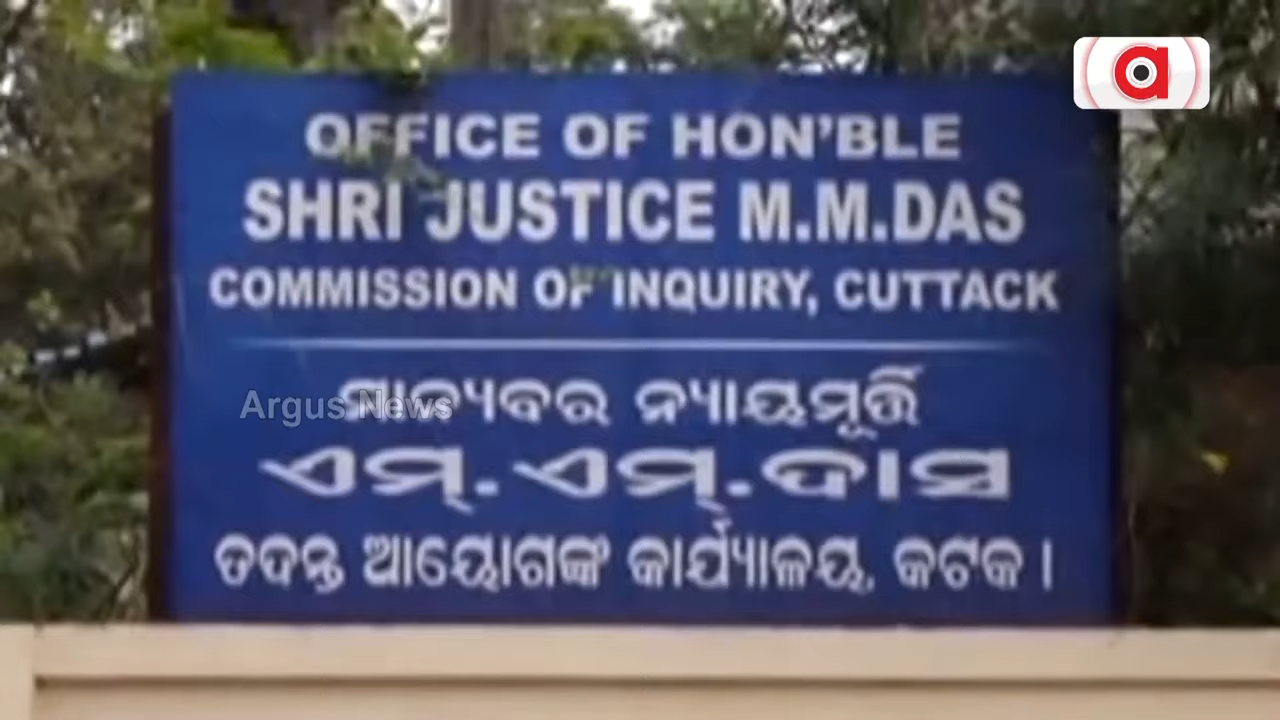 OFFICE OF HON'BLE
SHRI JUSTICE M.M.DAS
COMMISSION OF INQUIRY, CUTTACK
ମାନ୍ୟବର ନ୍ୟାୟମୂର୍ତ୍ତି
Argus News
ଏମ୍.ଏମ୍.ଦାସ
ତଦନ୍ତ ଆୟୋଗଙ୍କ କାର୍ଯ୍ୟାଳୟ, କଟକ ।